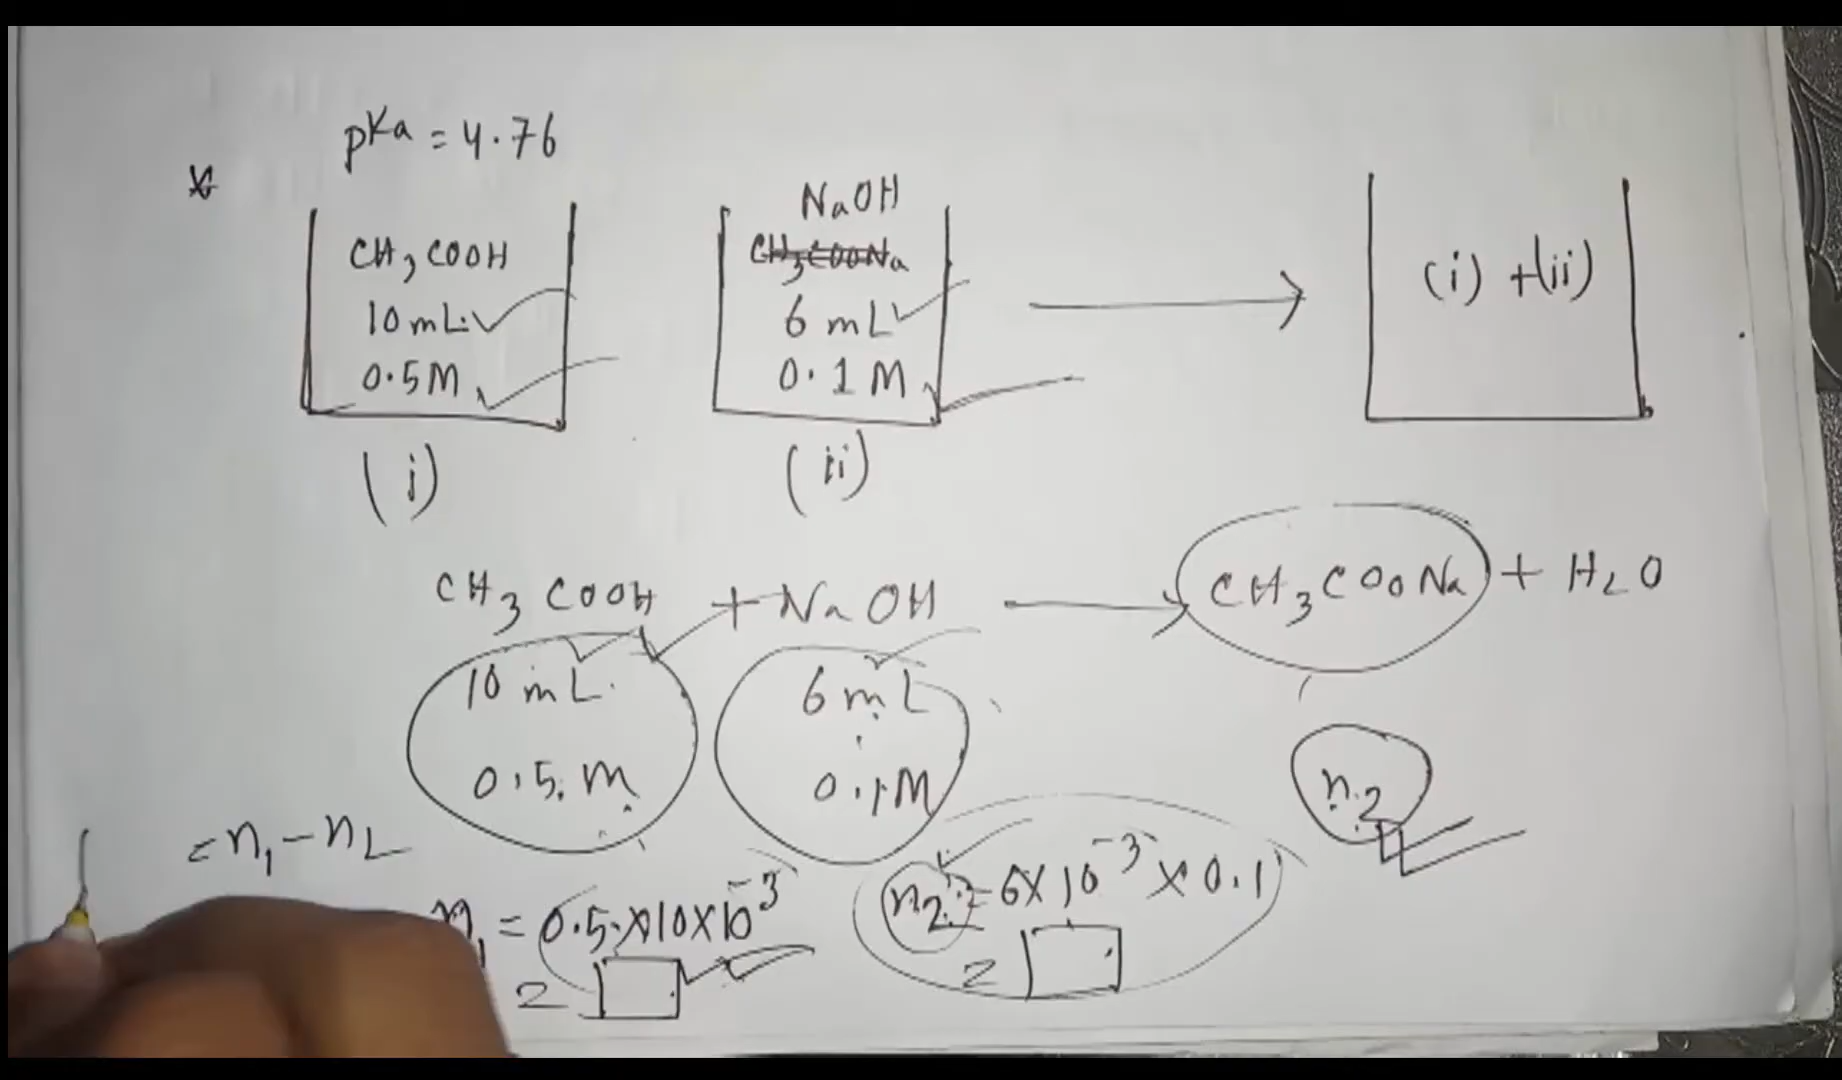 pKa = 4.76
NaOH
CH3COOH
CH3COONa
10 mL
6 mL
(i) + (ii)
0.5 M
0.1 M
(i)
(ii)
CH3COOH + NaOH → CH3COONa + H2O
10 mL
6 mL
0.5 M
0.1 M
n2
= n1 - n2
n1 = 0.5 × 10 × 10^-3
n2 = 6 × 10^-3 × 0.1
=
=